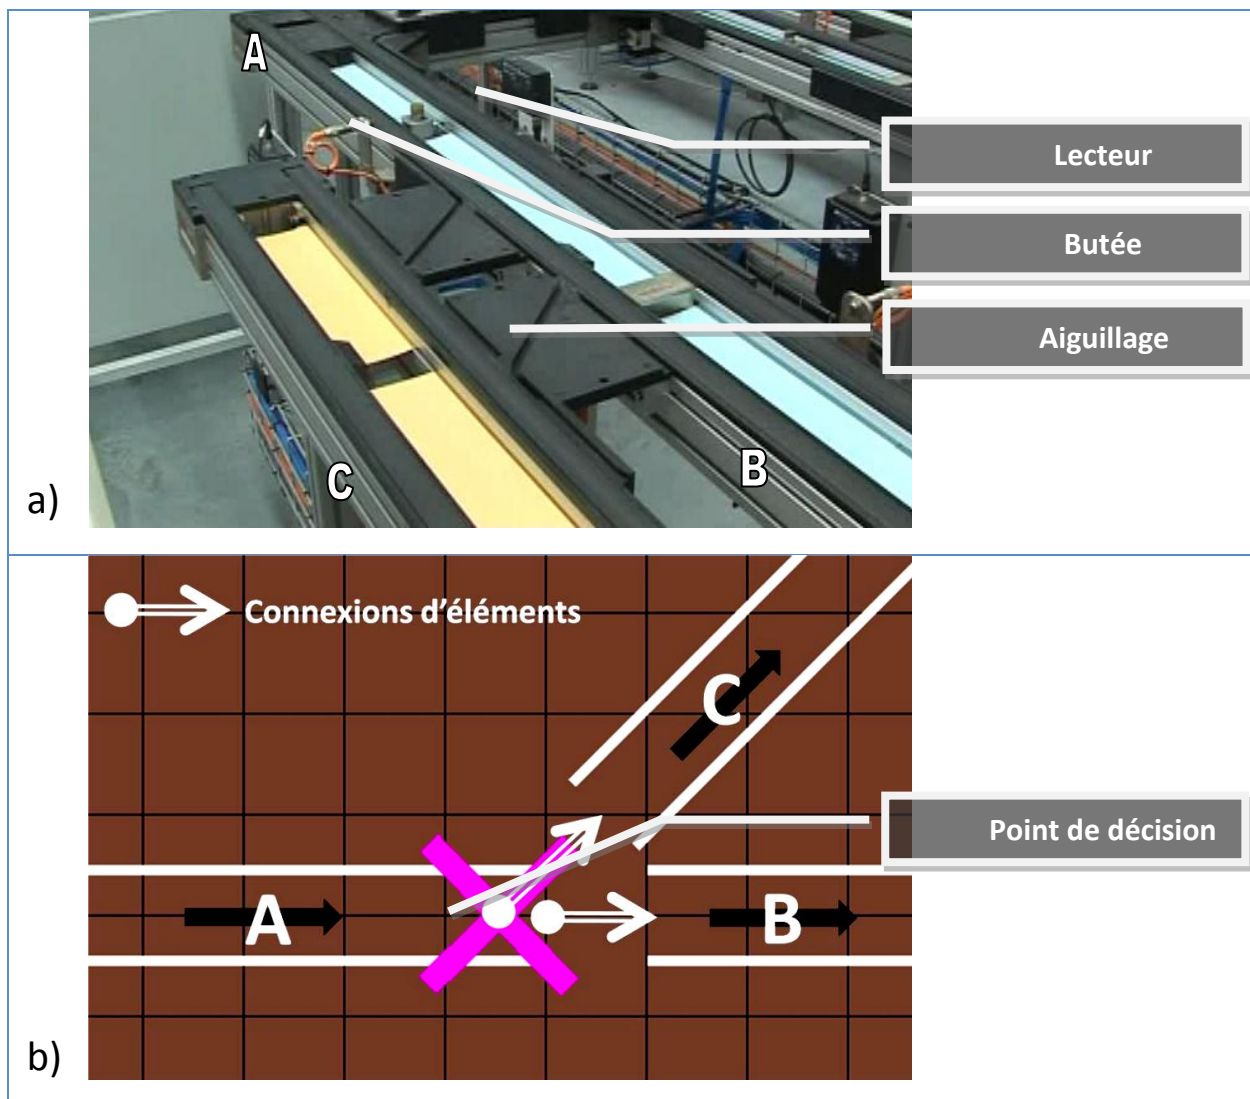 A
Lecteur
Butée
Aiguillage
B
C
a)
Connexions d'éléments
C
Point de décision
A
B
b)